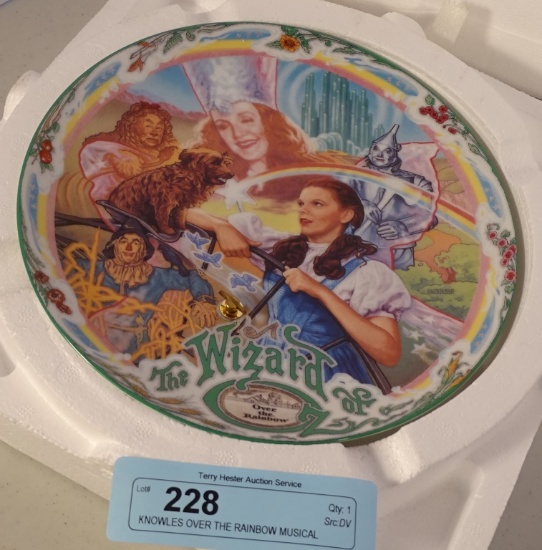 The Wizard of Oz
Over
the
Rainbow
Terry Hester Auction Service
Lot# 228 Qty: 1
Src:DV
KNOWLES OVER THE RAINBOW MUSICAL